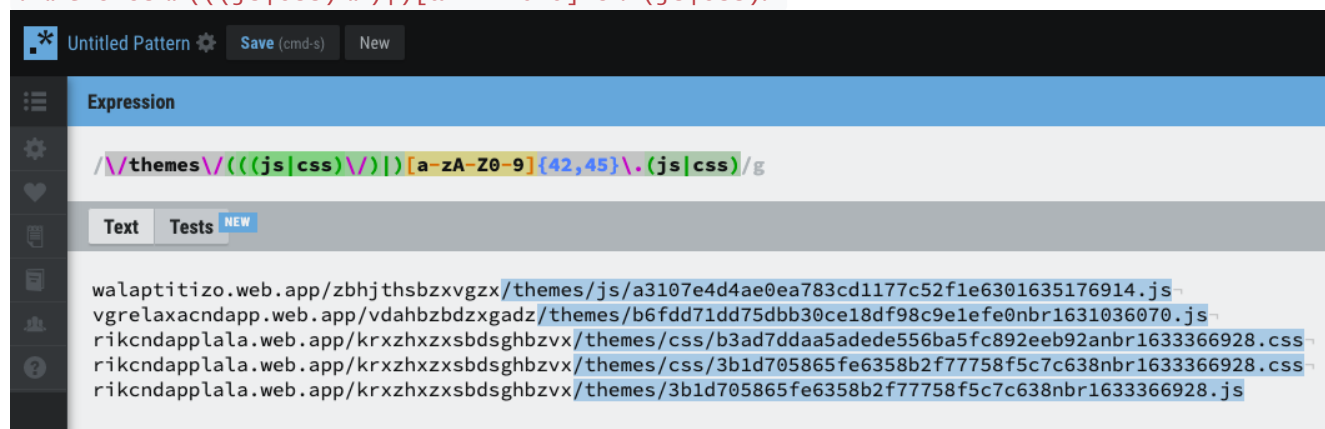 Untitled Pattern Save (cmd-s) New
Expression
/\/themes\/(((js|css)\/)|)[a-zA-Z0-9]{42,45}\.(js|css)/g
Text Tests NEW
walaptitizo.web.app/zbhjthsbzxvgzx/themes/js/a3107e4d4ae0ea783cd1177c52f1e6301635176914.js
vgrelaxacndapp.web.app/vdahbzbdzxgadz/themes/b6fdd71dd75dbb30ce18df98c9e1efe0nbr1631036070.js
rikcndapplala.web.app/krxzhxzxsbdsghbzvx/themes/css/b3ad7ddaa5adede556ba5fc892eeb92anbr1633366928.css
rikcndapplala.web.app/krxzhxzxsbdsghbzvx/themes/css/3b1d705865fe6358b2f77758f5c7c638nbr1633366928.css
rikcndapplala.web.app/krxzhxzxsbdsghbzvx/themes/3b1d705865fe6358b2f77758f5c7c638nbr1633366928.js